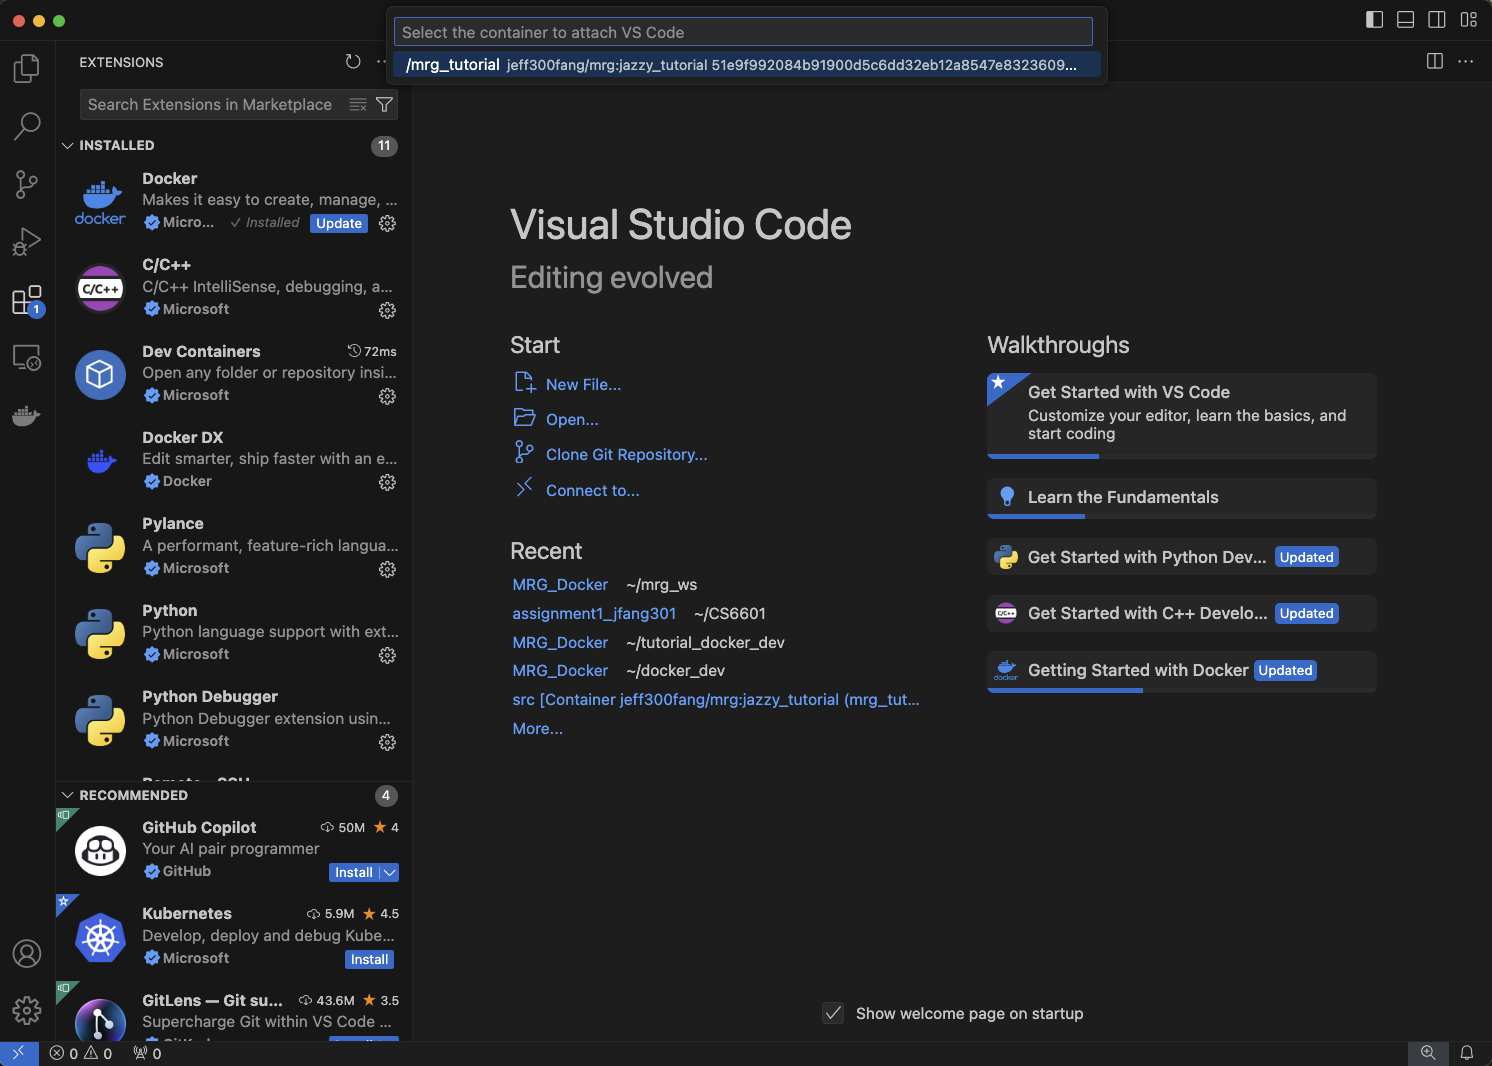 Select the container to attach VS Code
/mrg_tutorial jeff300fang/mrg:jazzy_tutorial 51e9f992084b91900d5c6dd32eb12a8547e8323609...
EXTENSIONS
Search Extensions in Marketplace
INSTALLED 11
Docker
Makes it easy to create, manage, ...
docker
Micro... Installed Update
C/C++
C/C++
C/C++ IntelliSense, debugging, a...
Microsoft
1
Dev Containers 72ms
Open any folder or repository insi...
Microsoft
Docker DX
Edit smarter, ship faster with an e...
Docker
Pylance
A performant, feature-rich langua...
Microsoft
Python
Python language support with ext...
Microsoft
Python Debugger
Python Debugger extension usin...
Microsoft
RECOMMENDED 4
GitHub Copilot 50M 4
Your AI pair programmer
GitHub Install
Kubernetes 5.9M 4.5
Develop, deploy and debug Kube...
Microsoft Install
GitLens — Git su... 43.6M 3.5
Supercharge Git within VS Code ...
Visual Studio Code
Editing evolved
Start
New File...
Open...
Clone Git Repository...
Connect to...
Recent
MRG_Docker ~/mrg_ws
assignment1_jfang301 ~/CS6601
MRG_Docker ~/tutorial_docker_dev
MRG_Docker ~/docker_dev
src [Container jeff300fang/mrg:jazzy_tutorial (mrg_tut...
More...
Walkthroughs
Get Started with VS Code
Customize your editor, learn the basics, and
start coding
Learn the Fundamentals
Get Started with Python Dev... Updated
C/C++ Get Started with C++ Develo... Updated
docker Getting Started with Docker Updated
Show welcome page on startup
0 0 0